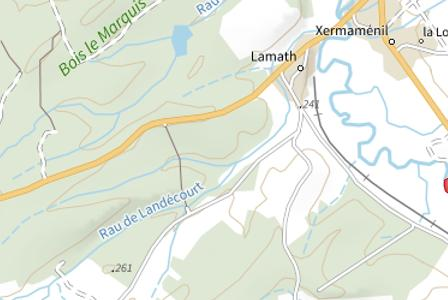 Rau
Bois le Marquis
Xermaménil
la Lo
Lamath
241
Rau de Landécourt
261